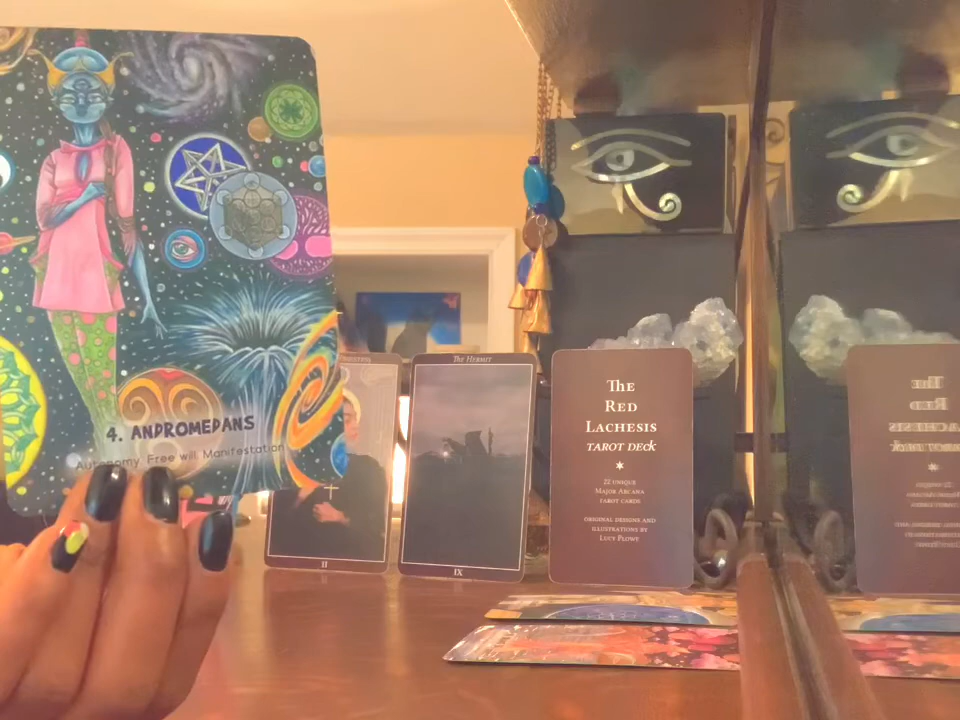 4. ANDROMEDANS
Autonomy Free will Manifestation
II
The Hermit
IX
The
Red
Lachesis
Tarot Deck
22 unique
Major Arcana
tarot cards
Original designs and
illustrations by
Lucy Plowe